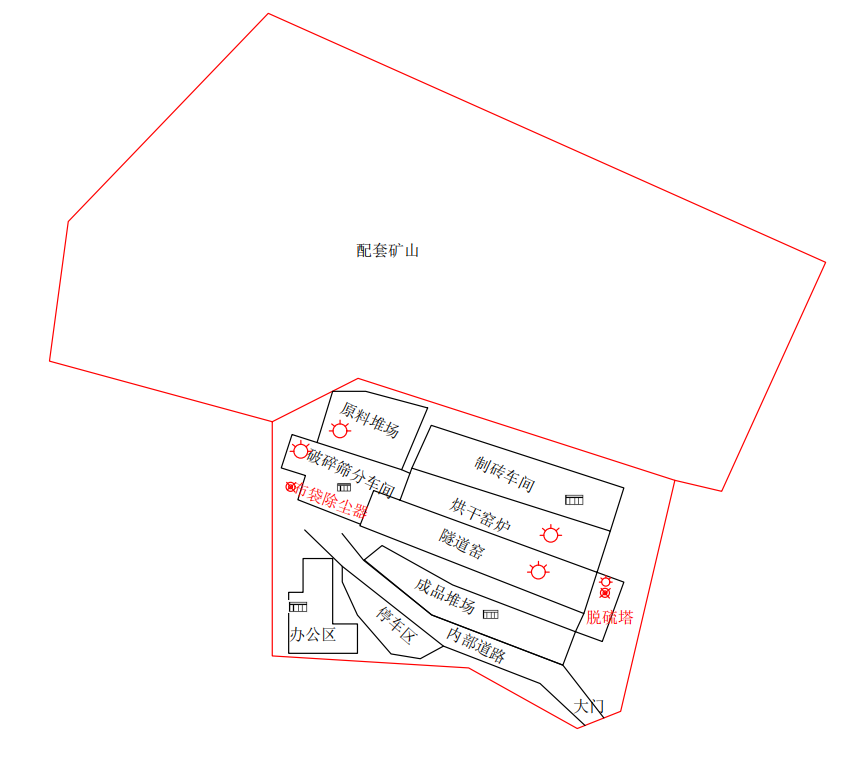 配套矿山
原料堆场
破碎筛分车间
布袋除尘器
制砖车间
烘干窑炉
隧道窑
成品堆场
脱硫塔
停车区
办公区
内部道路
大门